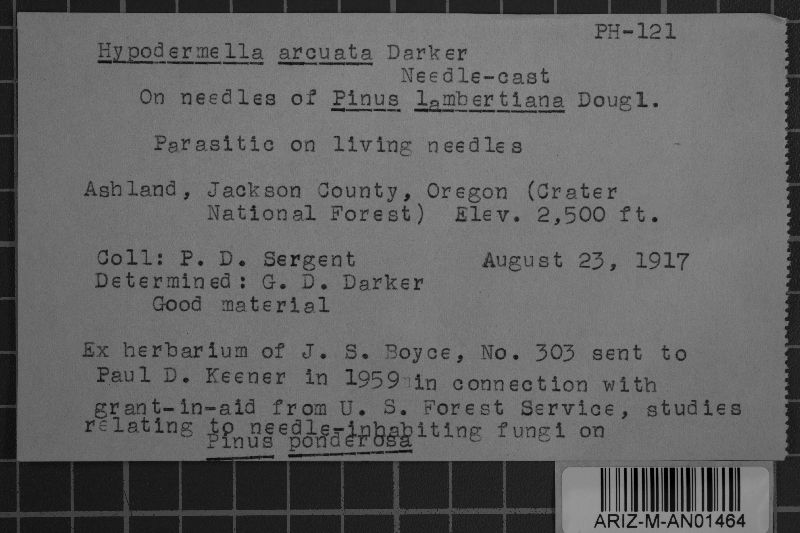 PH-121
Hypodermella arcuata Darker
Needle-cast
On needles of Pinus lambertiana Dougl.
Parasitic on living needles
Ashland, Jackson County, Oregon (Crater
National Forest) Elev. 2,500 ft.
Coll: P. D. Sergent August 23, 1917
Determined: G. D. Darker
Good material
Ex herbarium of J. S. Boyce, No. 303 sent to
Paul D. Keener in 1959 in connection with
grant-in-aid from U. S. Forest Service, studies
relating to needle-inhabiting fungi on
Pinus ponderosa
ARIZ-M-AN01464